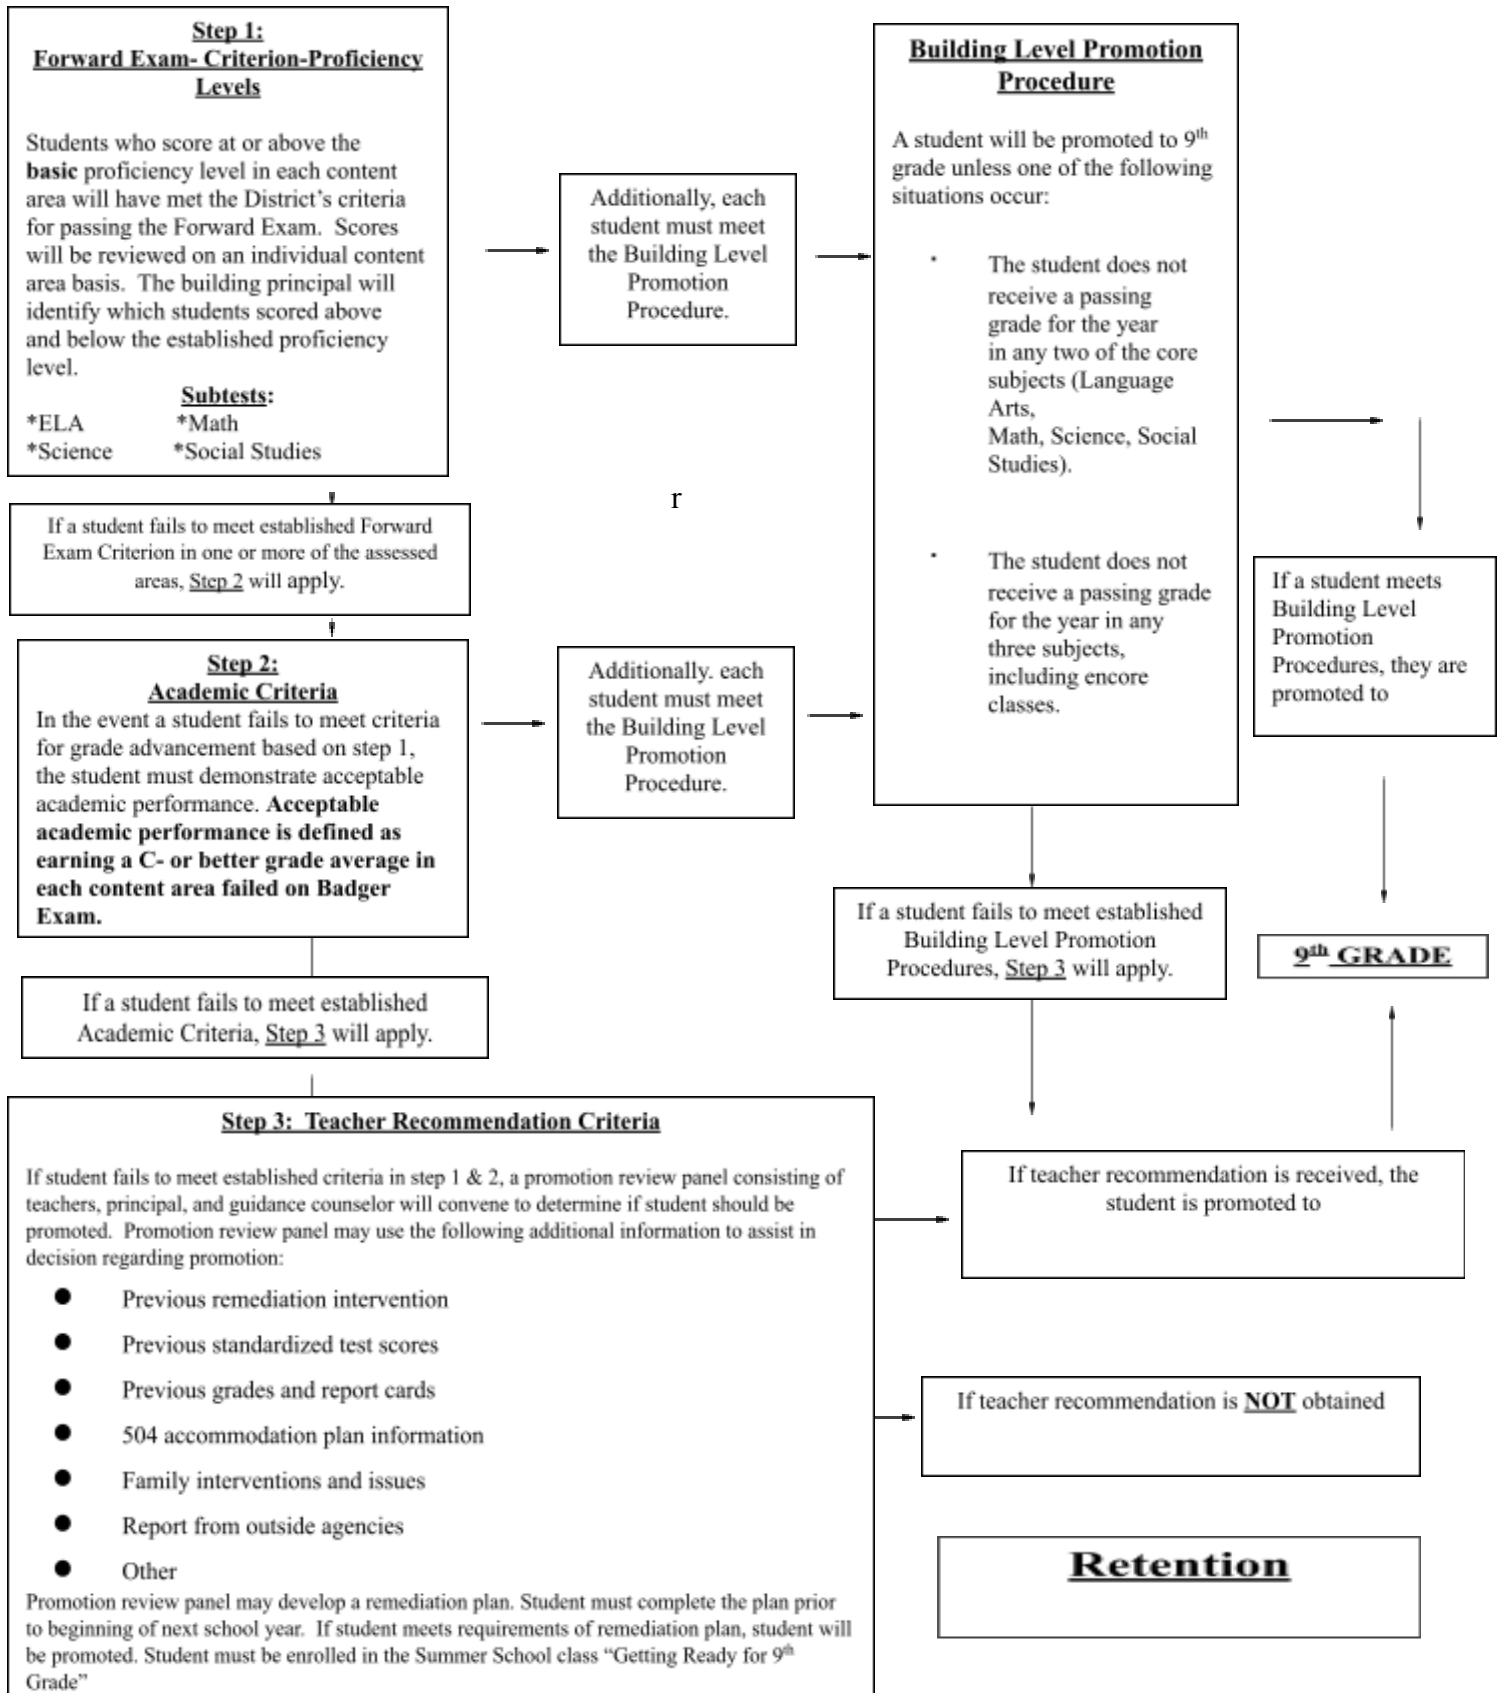 Step 1:
Forward Exam- Criterion-Proficiency
Levels
Students who score at or above the
basic proficiency level in each content
area will have met the District's criteria
for passing the Forward Exam.  Scores
will be reviewed on an individual content
area basis.  The building principal will
identify which students scored above
and below the established proficiency
level.
Subtests:
*ELA *Math
*Science *Social Studies
Additionally, each
student must meet
the Building Level
Promotion
Procedure.
Building Level Promotion
Procedure
A student will be promoted to 9th
grade unless one of the following
situations occur:
· The student does not
receive a passing
grade for the year
in any two of the core
subjects (Language
Arts,
Math, Science, Social
Studies).
· The student does not
receive a passing grade
for the year in any
three subjects,
including encore
classes.
r
If a student fails to meet established Forward
Exam Criterion in one or more of the assessed
areas, Step 2 will apply.
If a student meets
Building Level
Promotion
Procedures, they are
promoted to
Step 2:
Academic Criteria
In the event a student fails to meet criteria
for grade advancement based on step 1,
the student must demonstrate acceptable
academic performance. Acceptable
academic performance is defined as
earning a C- or better grade average in
each content area failed on Badger
Exam.
Additionally. each
student must meet
the Building Level
Promotion
Procedure.
If a student fails to meet established
Building Level Promotion
Procedures, Step 3 will apply.
9th GRADE
If a student fails to meet established
Academic Criteria, Step 3 will apply.
Step 3:  Teacher Recommendation Criteria
If student fails to meet established criteria in step 1 & 2, a promotion review panel consisting of
teachers, principal, and guidance counselor will convene to determine if student should be
promoted.  Promotion review panel may use the following additional information to assist in
decision regarding promotion:
● Previous remediation intervention
● Previous standardized test scores
● Previous grades and report cards
● 504 accommodation plan information
● Family interventions and issues
● Report from outside agencies
● Other
Promotion review panel may develop a remediation plan. Student must complete the plan prior
to beginning of next school year.  If student meets requirements of remediation plan, student will
be promoted. Student must be enrolled in the Summer School class “Getting Ready for 9th
Grade”
If teacher recommendation is received, the
student is promoted to
If teacher recommendation is NOT obtained
Retention